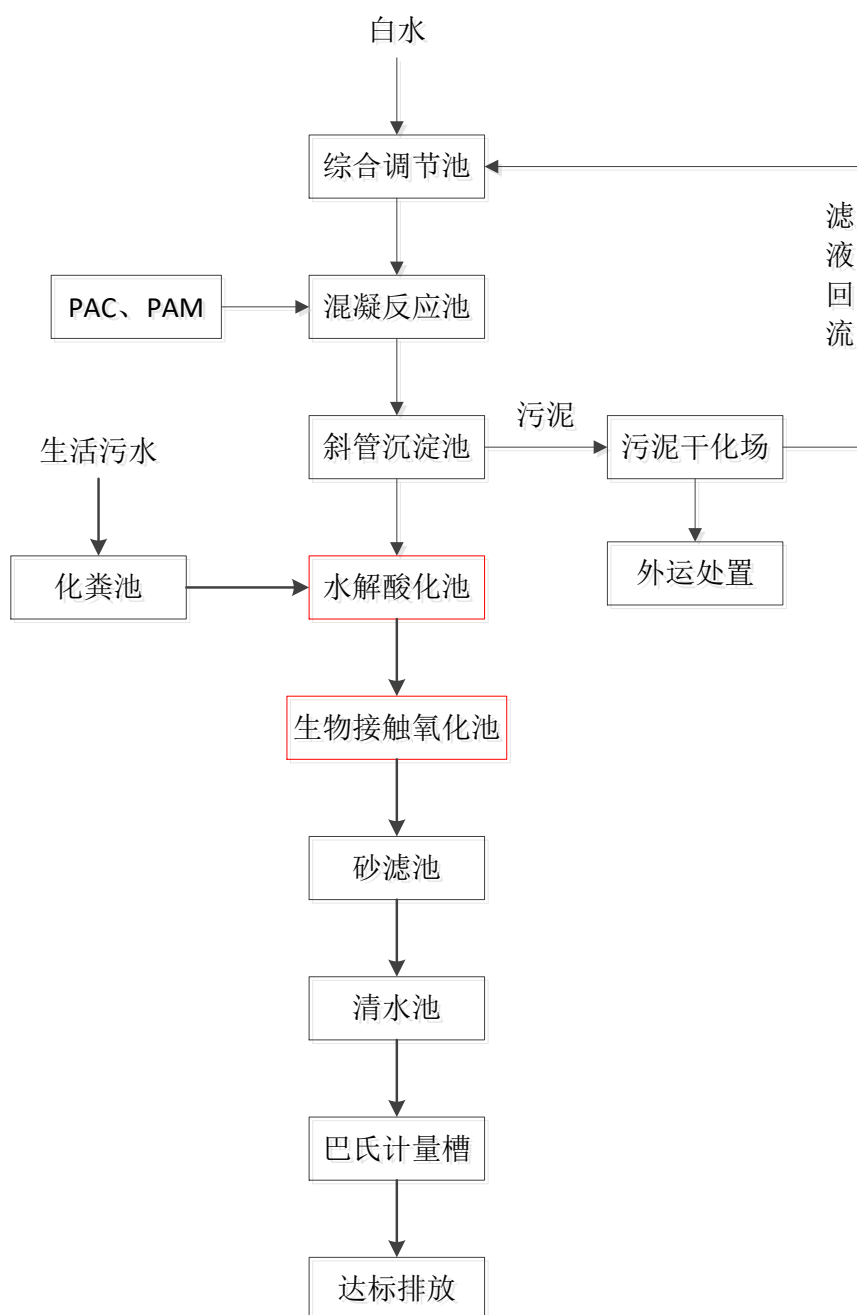 白水
综合调节池
滤液回流
PAC、PAM
混凝反应池
污泥
生活污水
斜管沉淀池
污泥干化场
化粪池
水解酸化池
外运处置
生物接触氧化池
砂滤池
清水池
巴氏计量槽
达标排放